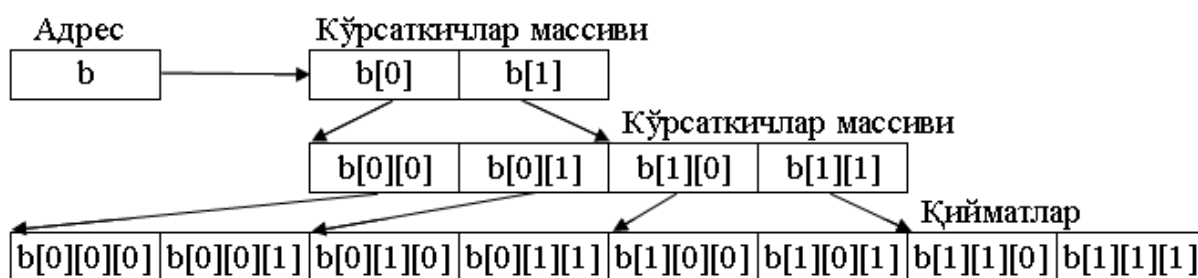 Адрес Кўрсаткичлар массиви
b b[0] b[1]
Кўрсаткичлар массиви
b[0][0] b[0][1] b[1][0] b[1][1]
Қийматлар
b[0][0][0] b[0][0][1] b[0][1][0] b[0][1][1] b[1][0][0] b[1][0][1] b[1][1][0] b[1][1][1]